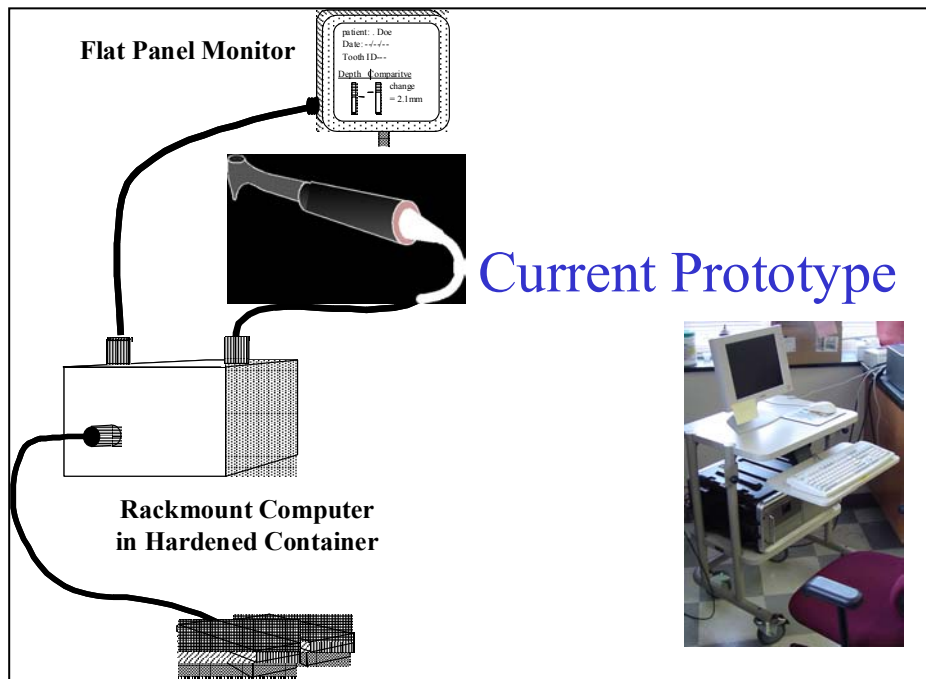 Flat Panel Monitor
patient: . Doe
Date: -/-/--
Tooth ID---
Depth Comparitve
change
= 2.1mm
Current Prototype
Rackmount Computer
in Hardened Container